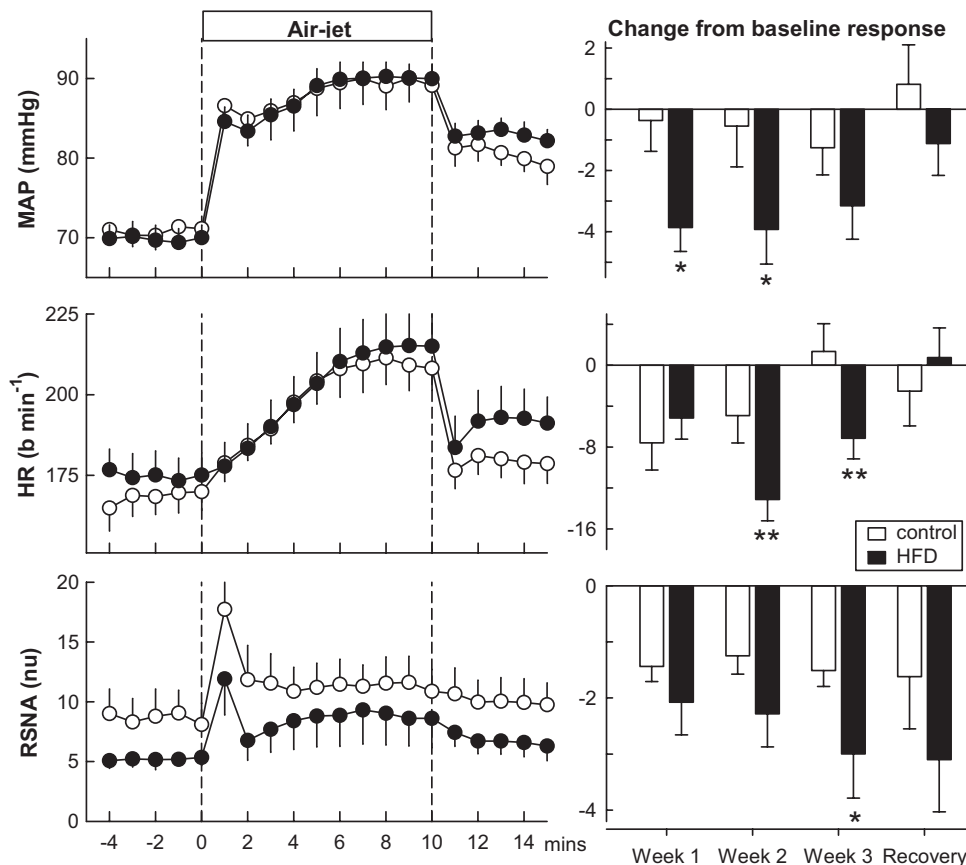 Air-iet
Change from baseline response
MAP (mmHg)
90
80
70
2
0
-2
-4
*
*
HR (b min⁻¹)
225
200
175
0
-8
-16
**
**
control
HFD
RSNA (nu)
20
15
10
5
0
0
-2
-4
*
-4 -2 0 2 4 6 8 10 12 14 mins
Week 1 Week 2 Week 3 Recovery